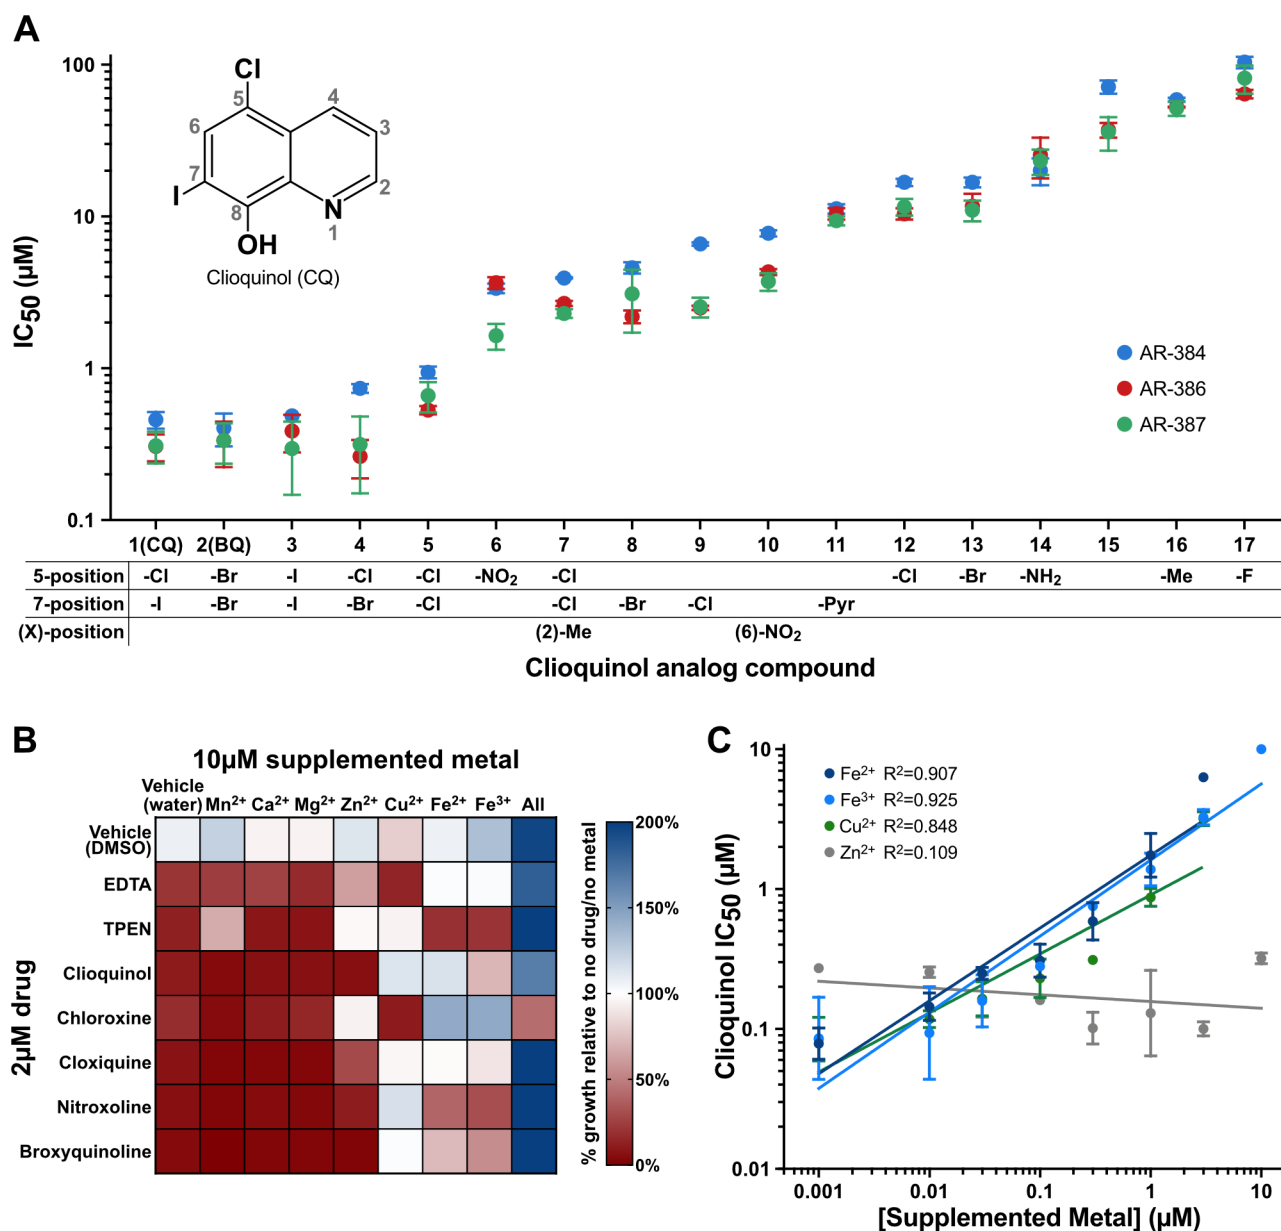 A
IC50 (µM)
100
10
1
0.1
Cl
5
4
6
3
7
2
I
8
N
1
OH
Clioquinol (CQ)
AR-384
AR-386
AR-387
1(CQ) 2(BQ) 3 4 5 6 7 8 9 10 11 12 13 14 15 16 17
5-position -Cl -Br -I -Cl -Cl -NO2 -Cl -Cl -Br -NH2 -Me -F
7-position -I -Br -I -Br -Cl -Cl -Br -Cl -Pyr
(X)-position (2)-Me (6)-NO2
Clioquinol analog compound
B
10µM supplemented metal
Vehicle
(water) Mn2+ Ca2+ Mg2+ Zn2+ Cu2+ Fe2+ Fe3+ All
2µM drug
Vehicle
(DMSO)
EDTA
TPEN
Clioquinol
Chloroxine
Cloxiquine
Nitroxoline
Broxyquinoline
200%
150%
100%
50%
0%
% growth relative to no drug/no metal
C
Clioquinol IC50 (µM)
10
1
0.1
0.01
Fe2+ R2=0.907
Fe3+ R2=0.925
Cu2+ R2=0.848
Zn2+ R2=0.109
0.001 0.01 0.1 1 10
[Supplemented Metal] (µM)